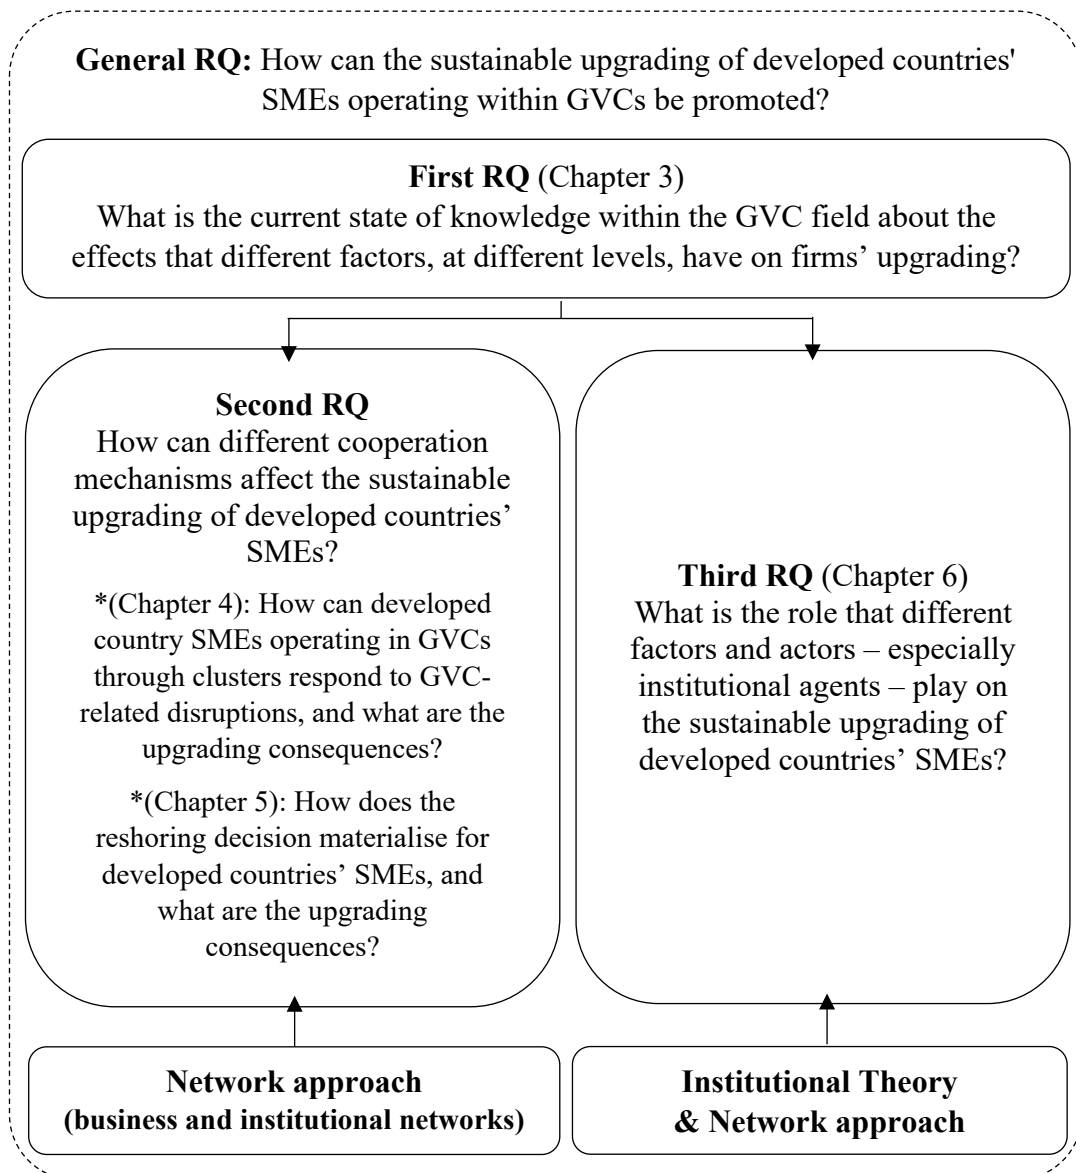 General RQ: How can the sustainable upgrading of developed countries'
SMEs operating within GVCs be promoted?
First RQ (Chapter 3)
What is the current state of knowledge within the GVC field about the
effects that different factors, at different levels, have on firms’ upgrading?
Second RQ
How can different cooperation
mechanisms affect the sustainable
upgrading of developed countries’
SMEs?
*(Chapter 4): How can developed
country SMEs operating in GVCs
through clusters respond to GVC-
related disruptions, and what are the
upgrading consequences?
*(Chapter 5): How does the
reshoring decision materialise for
developed countries’ SMEs, and
what are the upgrading
consequences?
Third RQ (Chapter 6)
What is the role that different
factors and actors – especially
institutional agents – play on
the sustainable upgrading of
developed countries’ SMEs?
Network approach
(business and institutional networks)
Institutional Theory
& Network approach